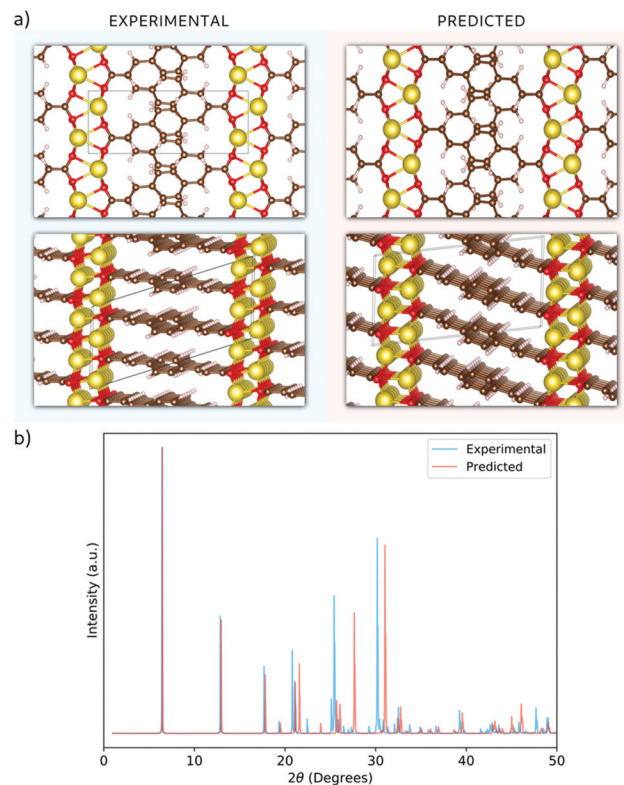 a)
EXPERIMENTAL
PREDICTED
b)
Experimental
Predicted
Intensity (a.u.)
0
10
20
30
40
50
2θ (Degrees)